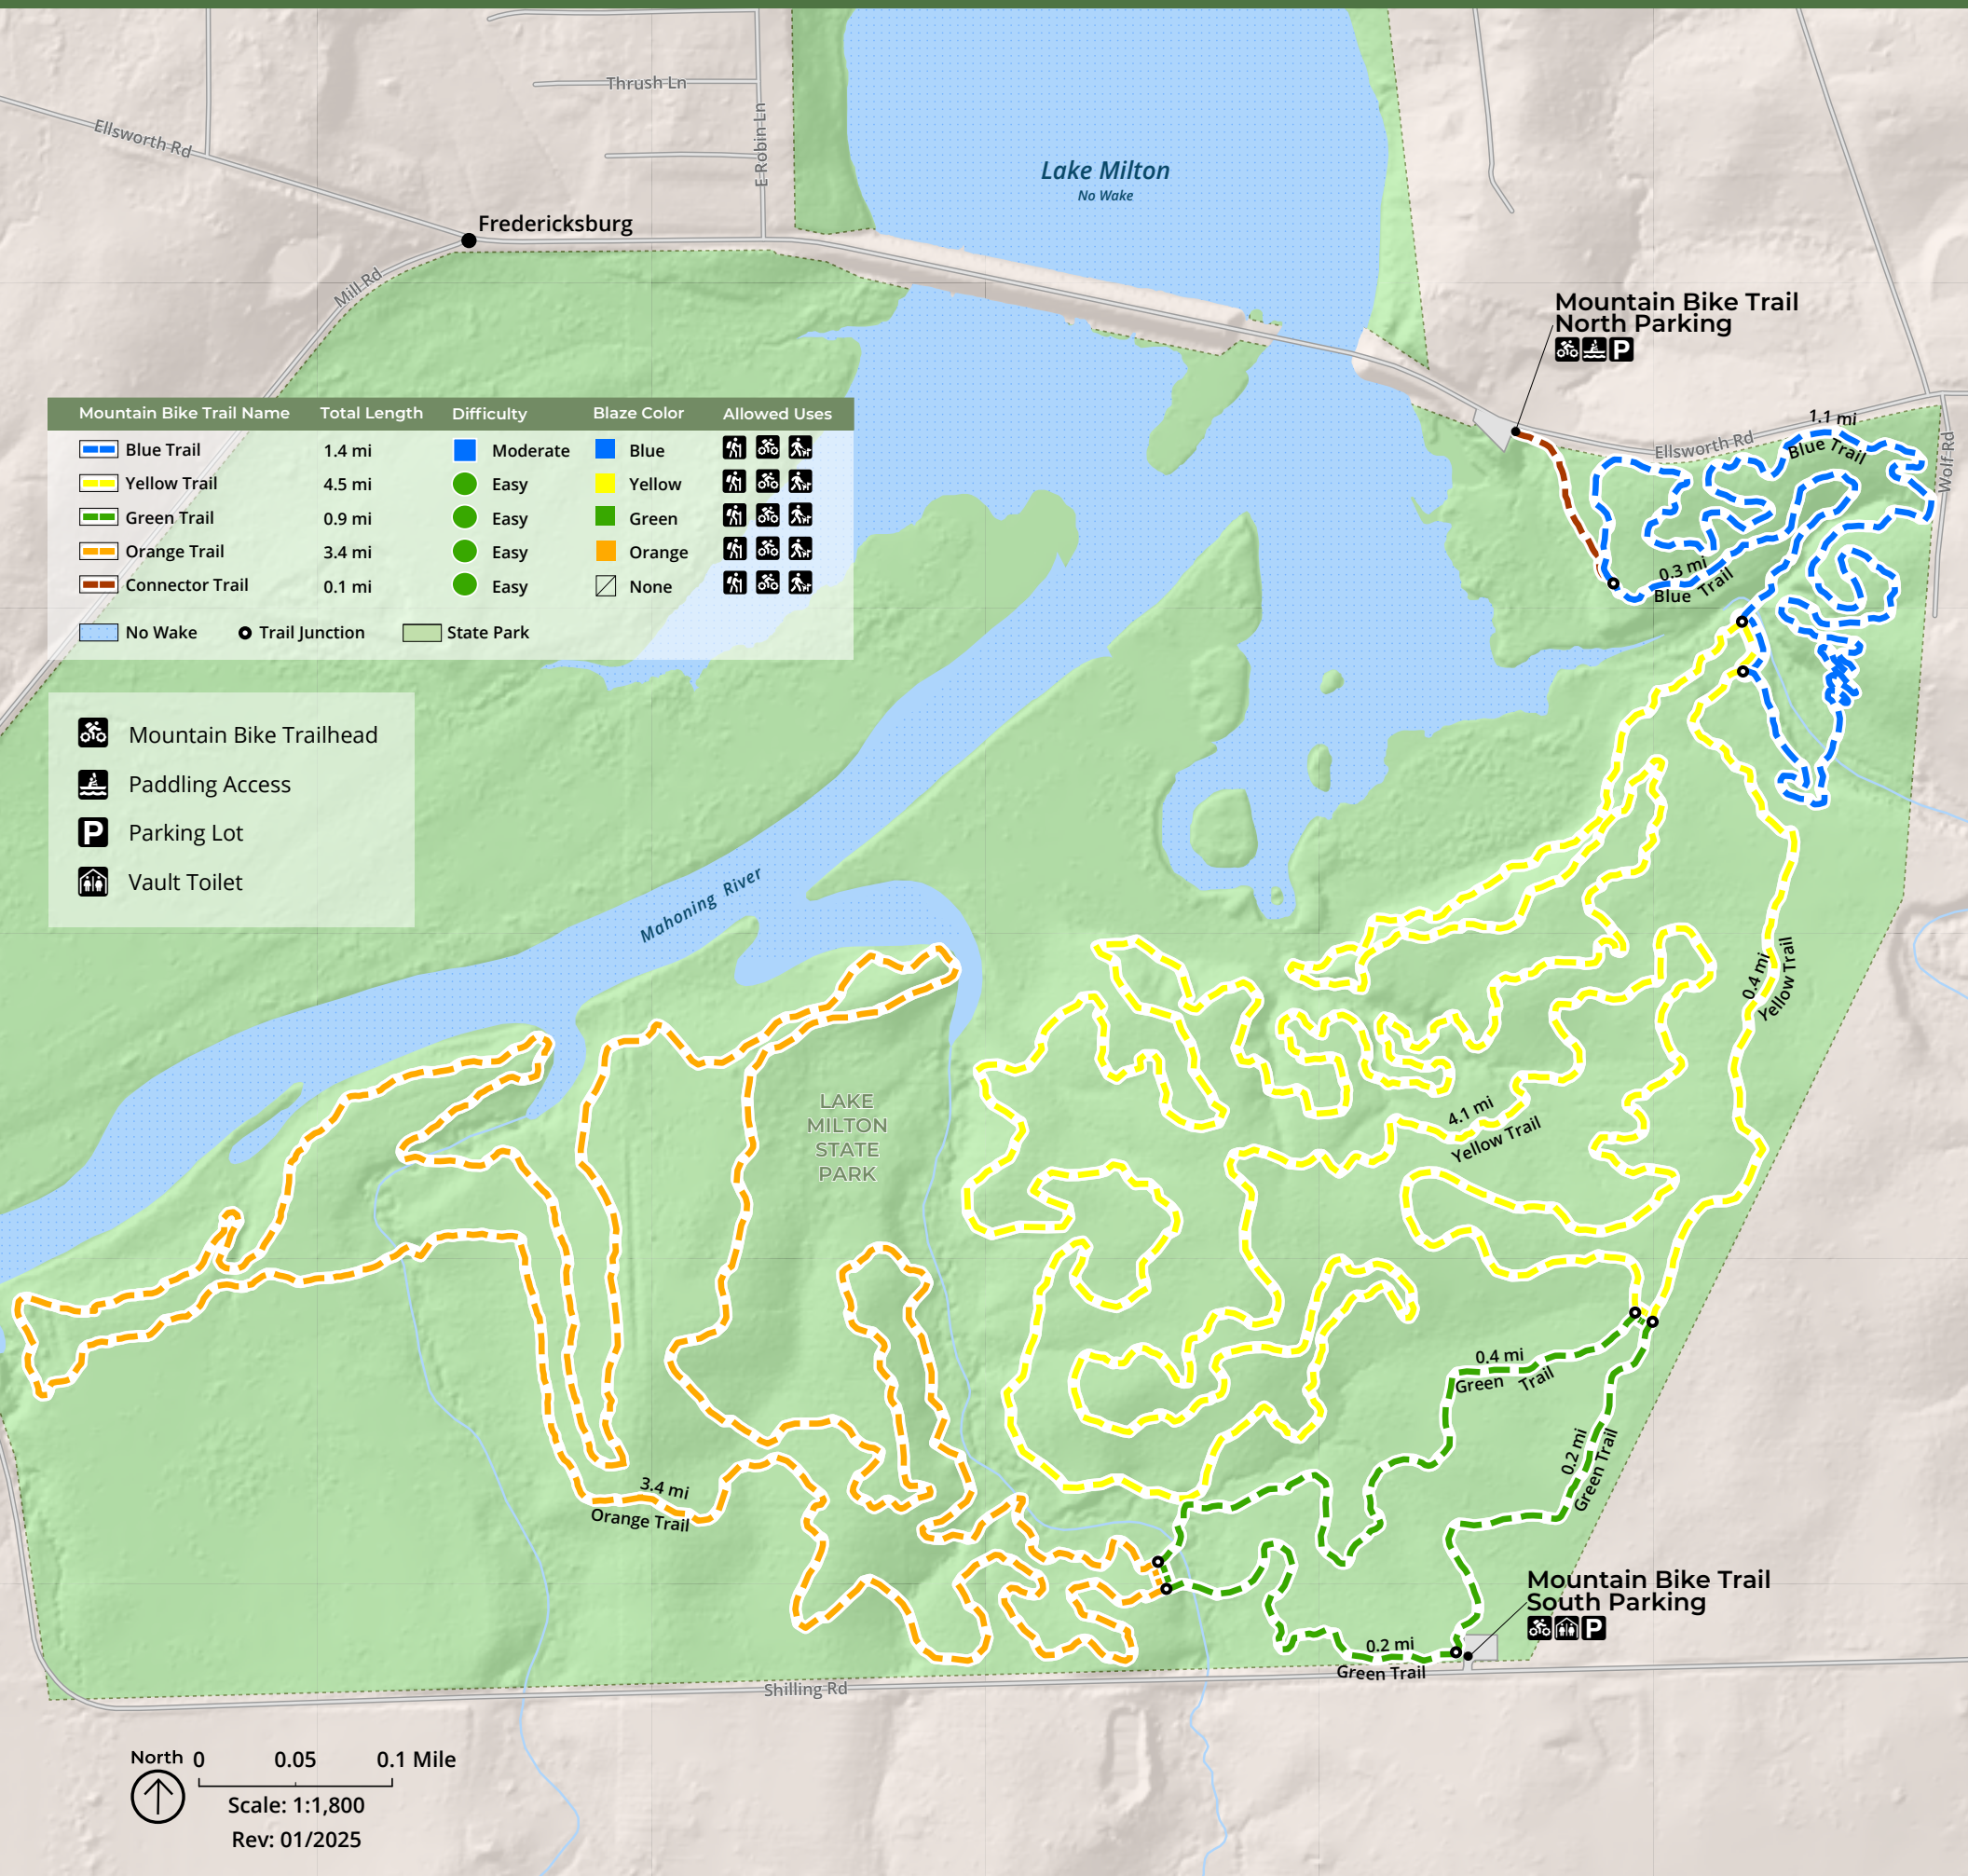 Thrush Ln
Ellsworth Rd
E Robin Ln
Lake Milton
No Wake
Fredericksburg
Mill Rd
Mountain Bike Trail
North Parking
P
Mountain Bike Trail Name Total Length Difficulty Blaze Color Allowed Uses
Blue Trail 1.4 mi Moderate Blue
Yellow Trail 4.5 mi Easy Yellow
Green Trail 0.9 mi Easy Green
Orange Trail 3.4 mi Easy Orange
Connector Trail 0.1 mi Easy None
No Wake Trail Junction State Park
1.1 mi
Blue Trail
Ellsworth Rd
Wolf Rd
0.3 mi
Blue Trail
Mountain Bike Trailhead
Paddling Access
P Parking Lot
Vault Toilet
Mahoning River
0.4 mi
Yellow Trail
LAKE
MILTON
STATE
PARK
4.1 mi
Yellow Trail
0.4 mi
Green Trail
0.2 mi
Green Trail
3.4 mi
Orange Trail
Mountain Bike Trail
South Parking
P
0.2 mi
Green Trail
Shilling Rd
North 0 0.05 0.1 Mile
Scale: 1:1,800
Rev: 01/2025